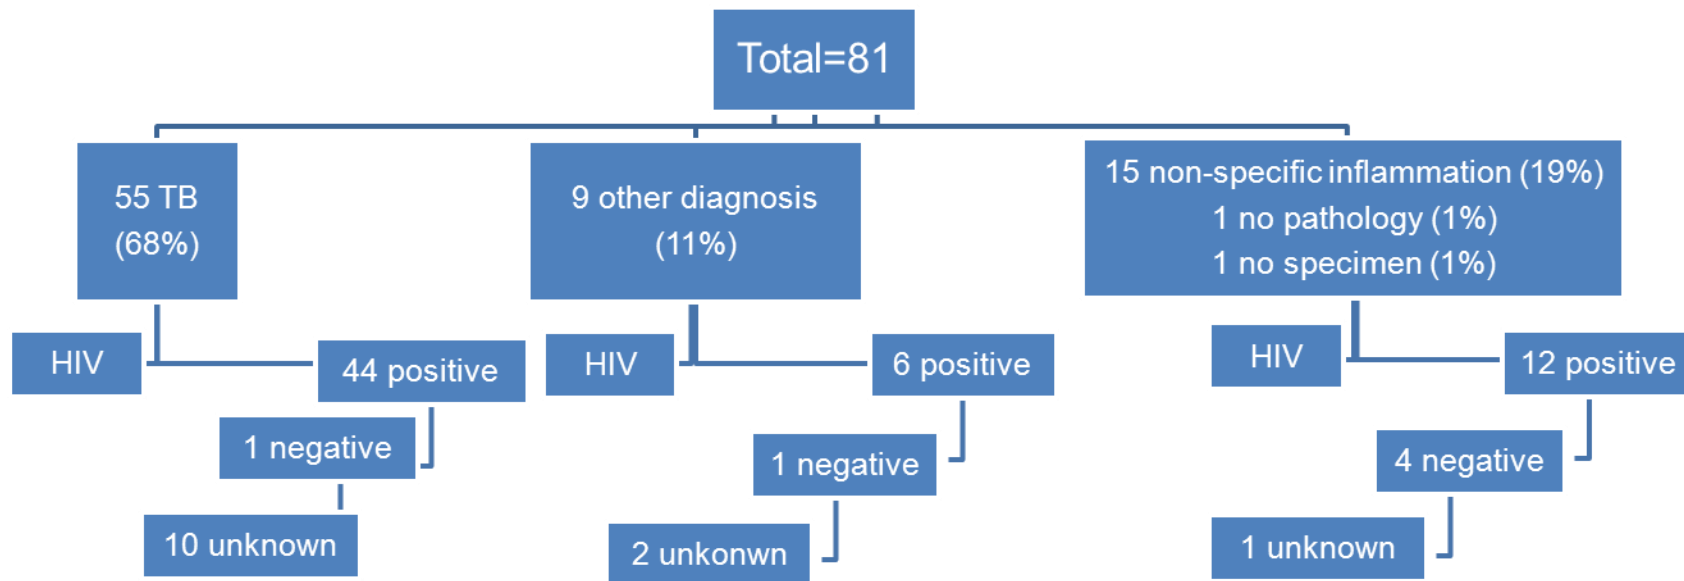 Total=81
55 TB
(68%)
9 other diagnosis
(11%)
15 non-specific inflammation (19%)
1 no pathology (1%)
1 no specimen (1%)
HIV
44 positive
1 negative
10 unknown
HIV
6 positive
1 negative
2 unkonwn
HIV
12 positive
4 negative
1 unknown